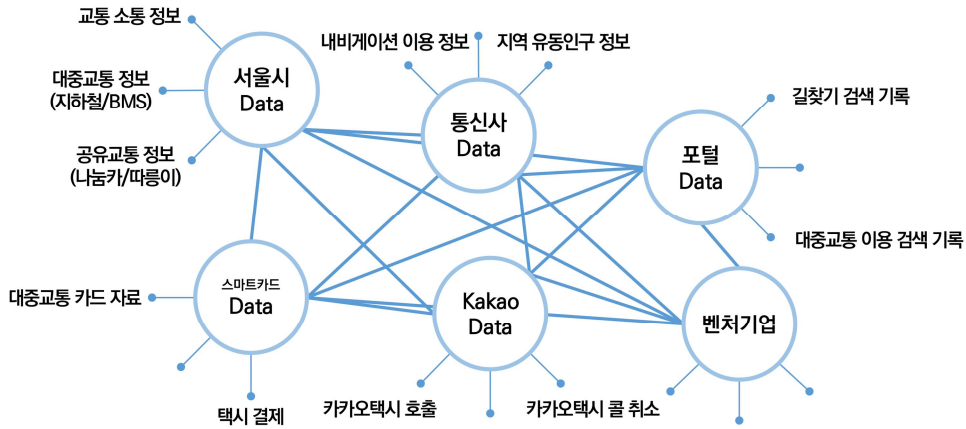 교통 소통 정보
대중교통 정보
(지하철/BMS)
공유교통 정보
(나눔카/따릉이)
서울시
Data
내비게이션 이용 정보
지역 유동인구 정보
통신사
Data
길찾기 검색 기록
포털
Data
대중교통 이용 검색 기록
대중교통 카드 자료
스마트카드
Data
택시 결제
Kakao
Data
카카오택시 호출
카카오택시 콜 취소
벤처기업